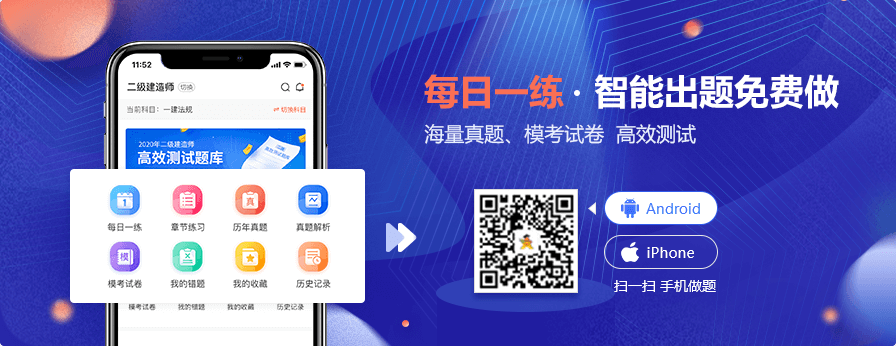 11:52
二级建造师 切换
当前科目：一建法规 切换科目
2020年二级建造师
高效测试题库
每日一练 章节练习 历年真题 真题解析
模考试卷 我的错题 我的收藏 历史记录
模考试卷 我的错题 我的收藏 历史记录
每日一练·智能出题免费做
海量真题、模考试卷 高效测试
Android
iPhone
扫一扫 手机做题